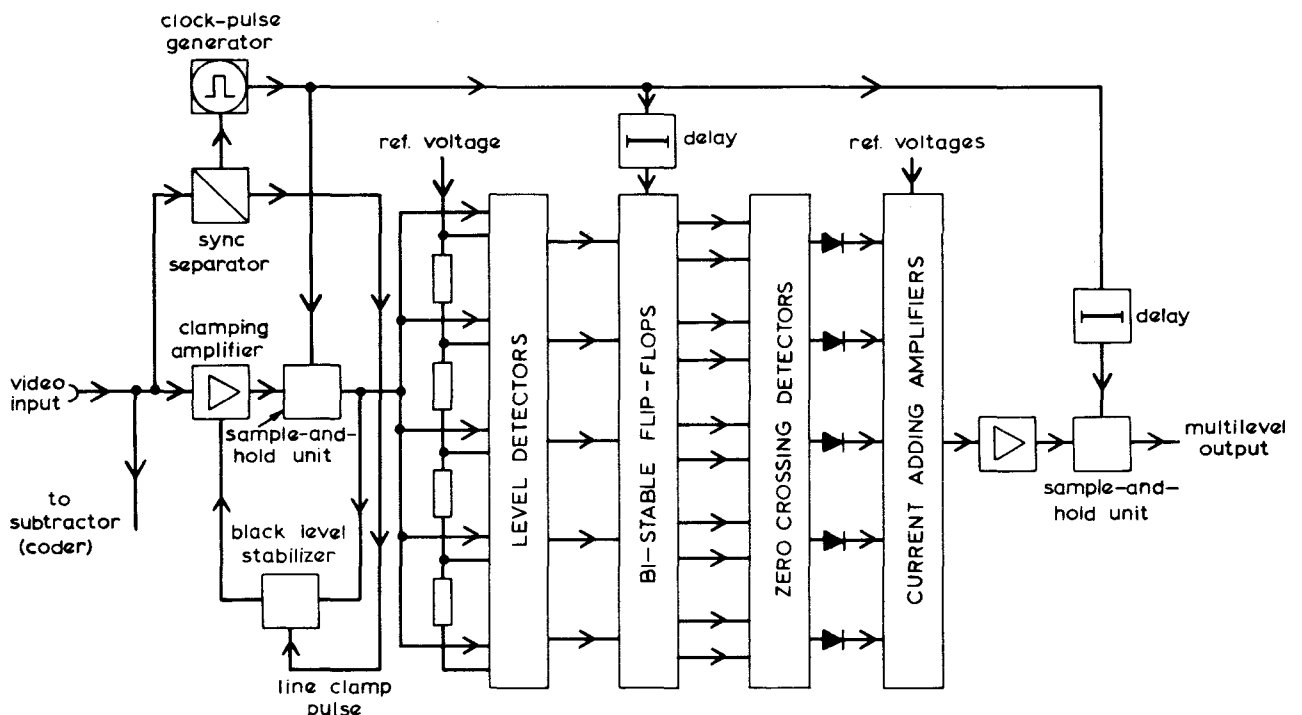 clock-pulse
generator
ref. voltage
delay
ref. voltages
sync
separator
clamping
amplifier
delay
video
input
sample-and-
hold unit
multilevel
output
sample-and-
hold unit
to
subtractor
(coder)
black level
stabilizer
line clamp
pulse
LEVEL DETECTORS
BI-STABLE FLIP-FLOPS
ZERO CROSSING DETECTORS
CURRENT ADDING AMPLIFIERS